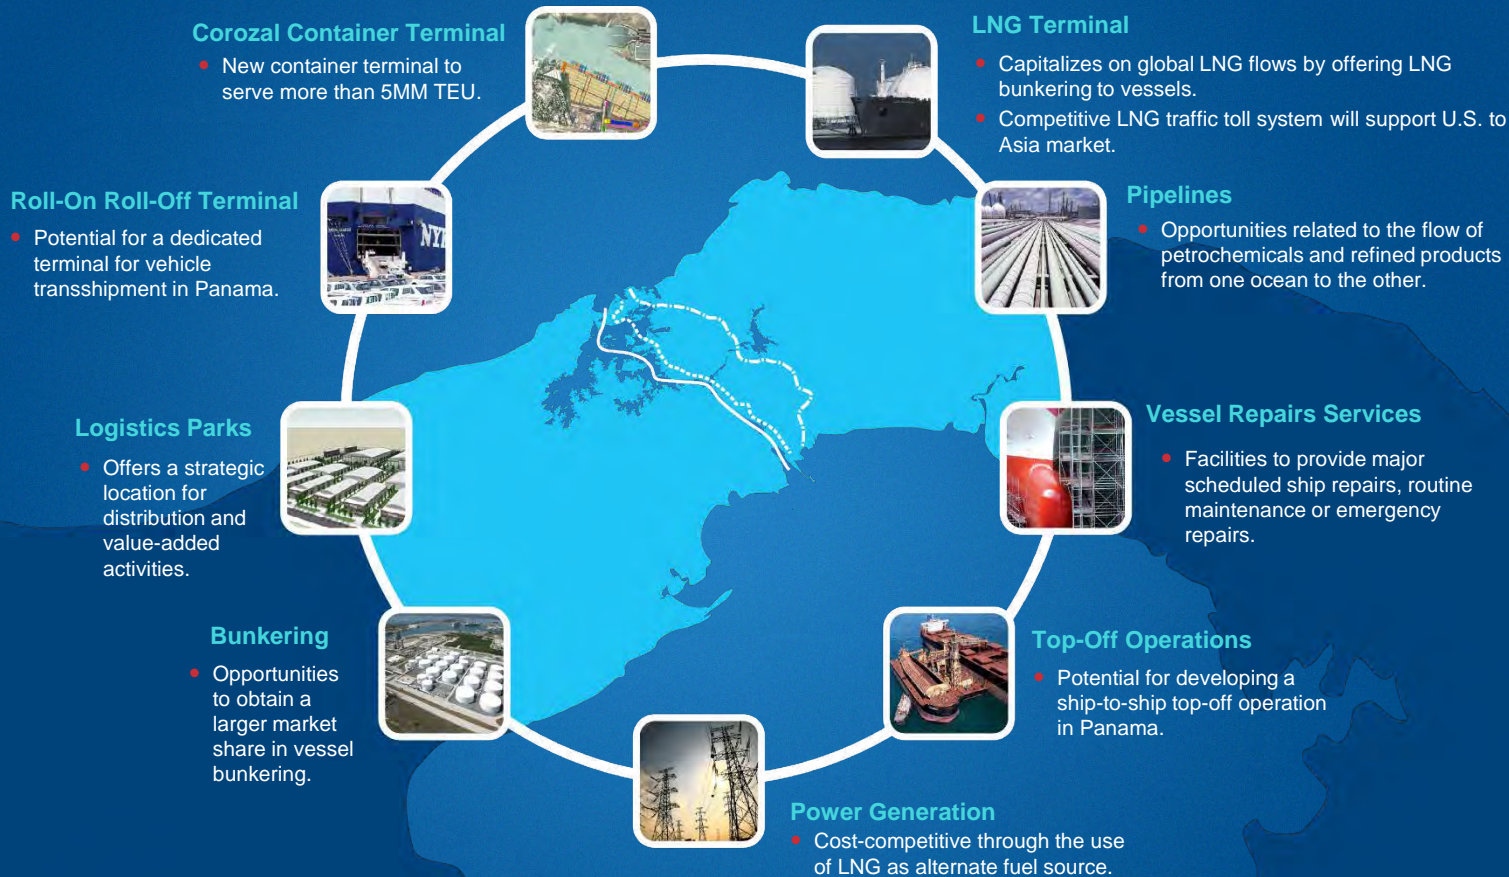 Corozal Container Terminal
• New container terminal to
serve more than 5MM TEU.
LNG Terminal
• Capitalizes on global LNG flows by offering LNG
bunkering to vessels.
• Competitive LNG traffic toll system will support U.S. to
Asia market.
Roll-On Roll-Off Terminal
• Potential for a dedicated
terminal for vehicle
transshipment in Panama.
NYK
Pipelines
• Opportunities related to the flow of
petrochemicals and refined products
from one ocean to the other.
Logistics Parks
• Offers a strategic
location for
distribution and
value-added
activities.
Vessel Repairs Services
• Facilities to provide major
scheduled ship repairs, routine
maintenance or emergency
repairs.
Bunkering
• Opportunities
to obtain a
larger market
share in vessel
bunkering.
Top-Off Operations
• Potential for developing a
ship-to-ship top-off operation
in Panama.
Power Generation
• Cost-competitive through the use
of LNG as alternate fuel source.